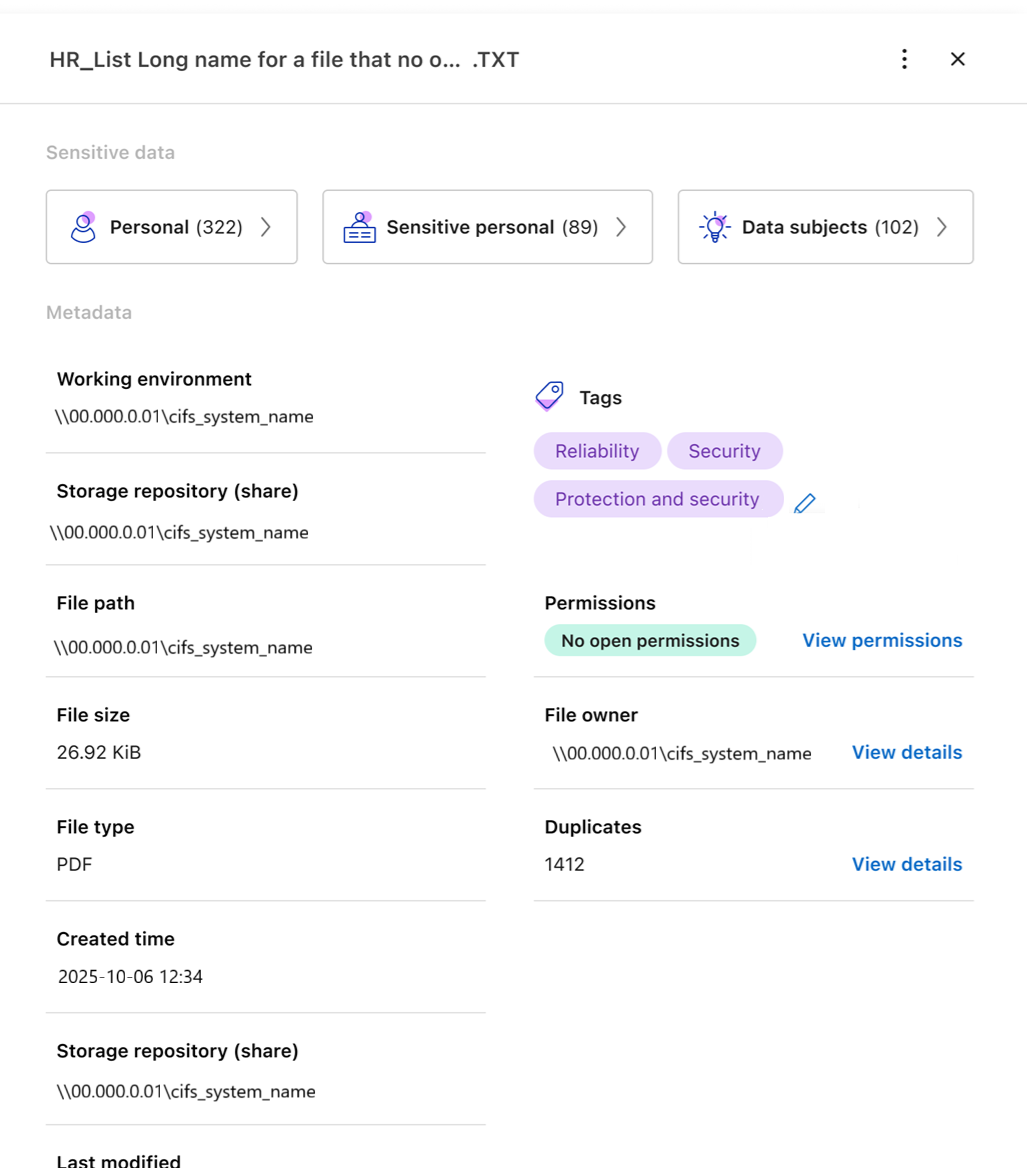 HR_List Long name for a file that no o... .TXT
Sensitive data
Personal (322)
Sensitive personal (89)
Data subjects (102)
Metadata
Working environment
\\00.000.0.01\cifs_system_name
Storage repository (share)
\\00.000.0.01\cifs_system_name
File path
\\00.000.0.01\cifs_system_name
File size
26.92 KiB
File type
PDF
Created time
2025-10-06 12:34
Storage repository (share)
\\00.000.0.01\cifs_system_name
Last modified
Tags
Reliability
Security
Protection and security
Permissions
No open permissions
View permissions
File owner
\\00.000.0.01\cifs_system_name
View details
Duplicates
1412
View details